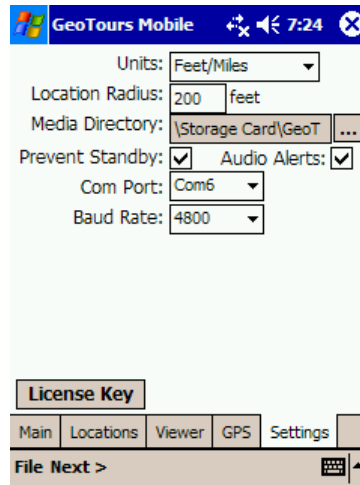 GeoTours Mobile 7:24
Units: Feet/Miles
Location Radius: 200 feet
Media Directory: \Storage Card\GeoT ...
Prevent Standby: Audio Alerts:
Com Port: Com6
Baud Rate: 4800
License Key
Main Locations Viewer GPS Settings
File Next >